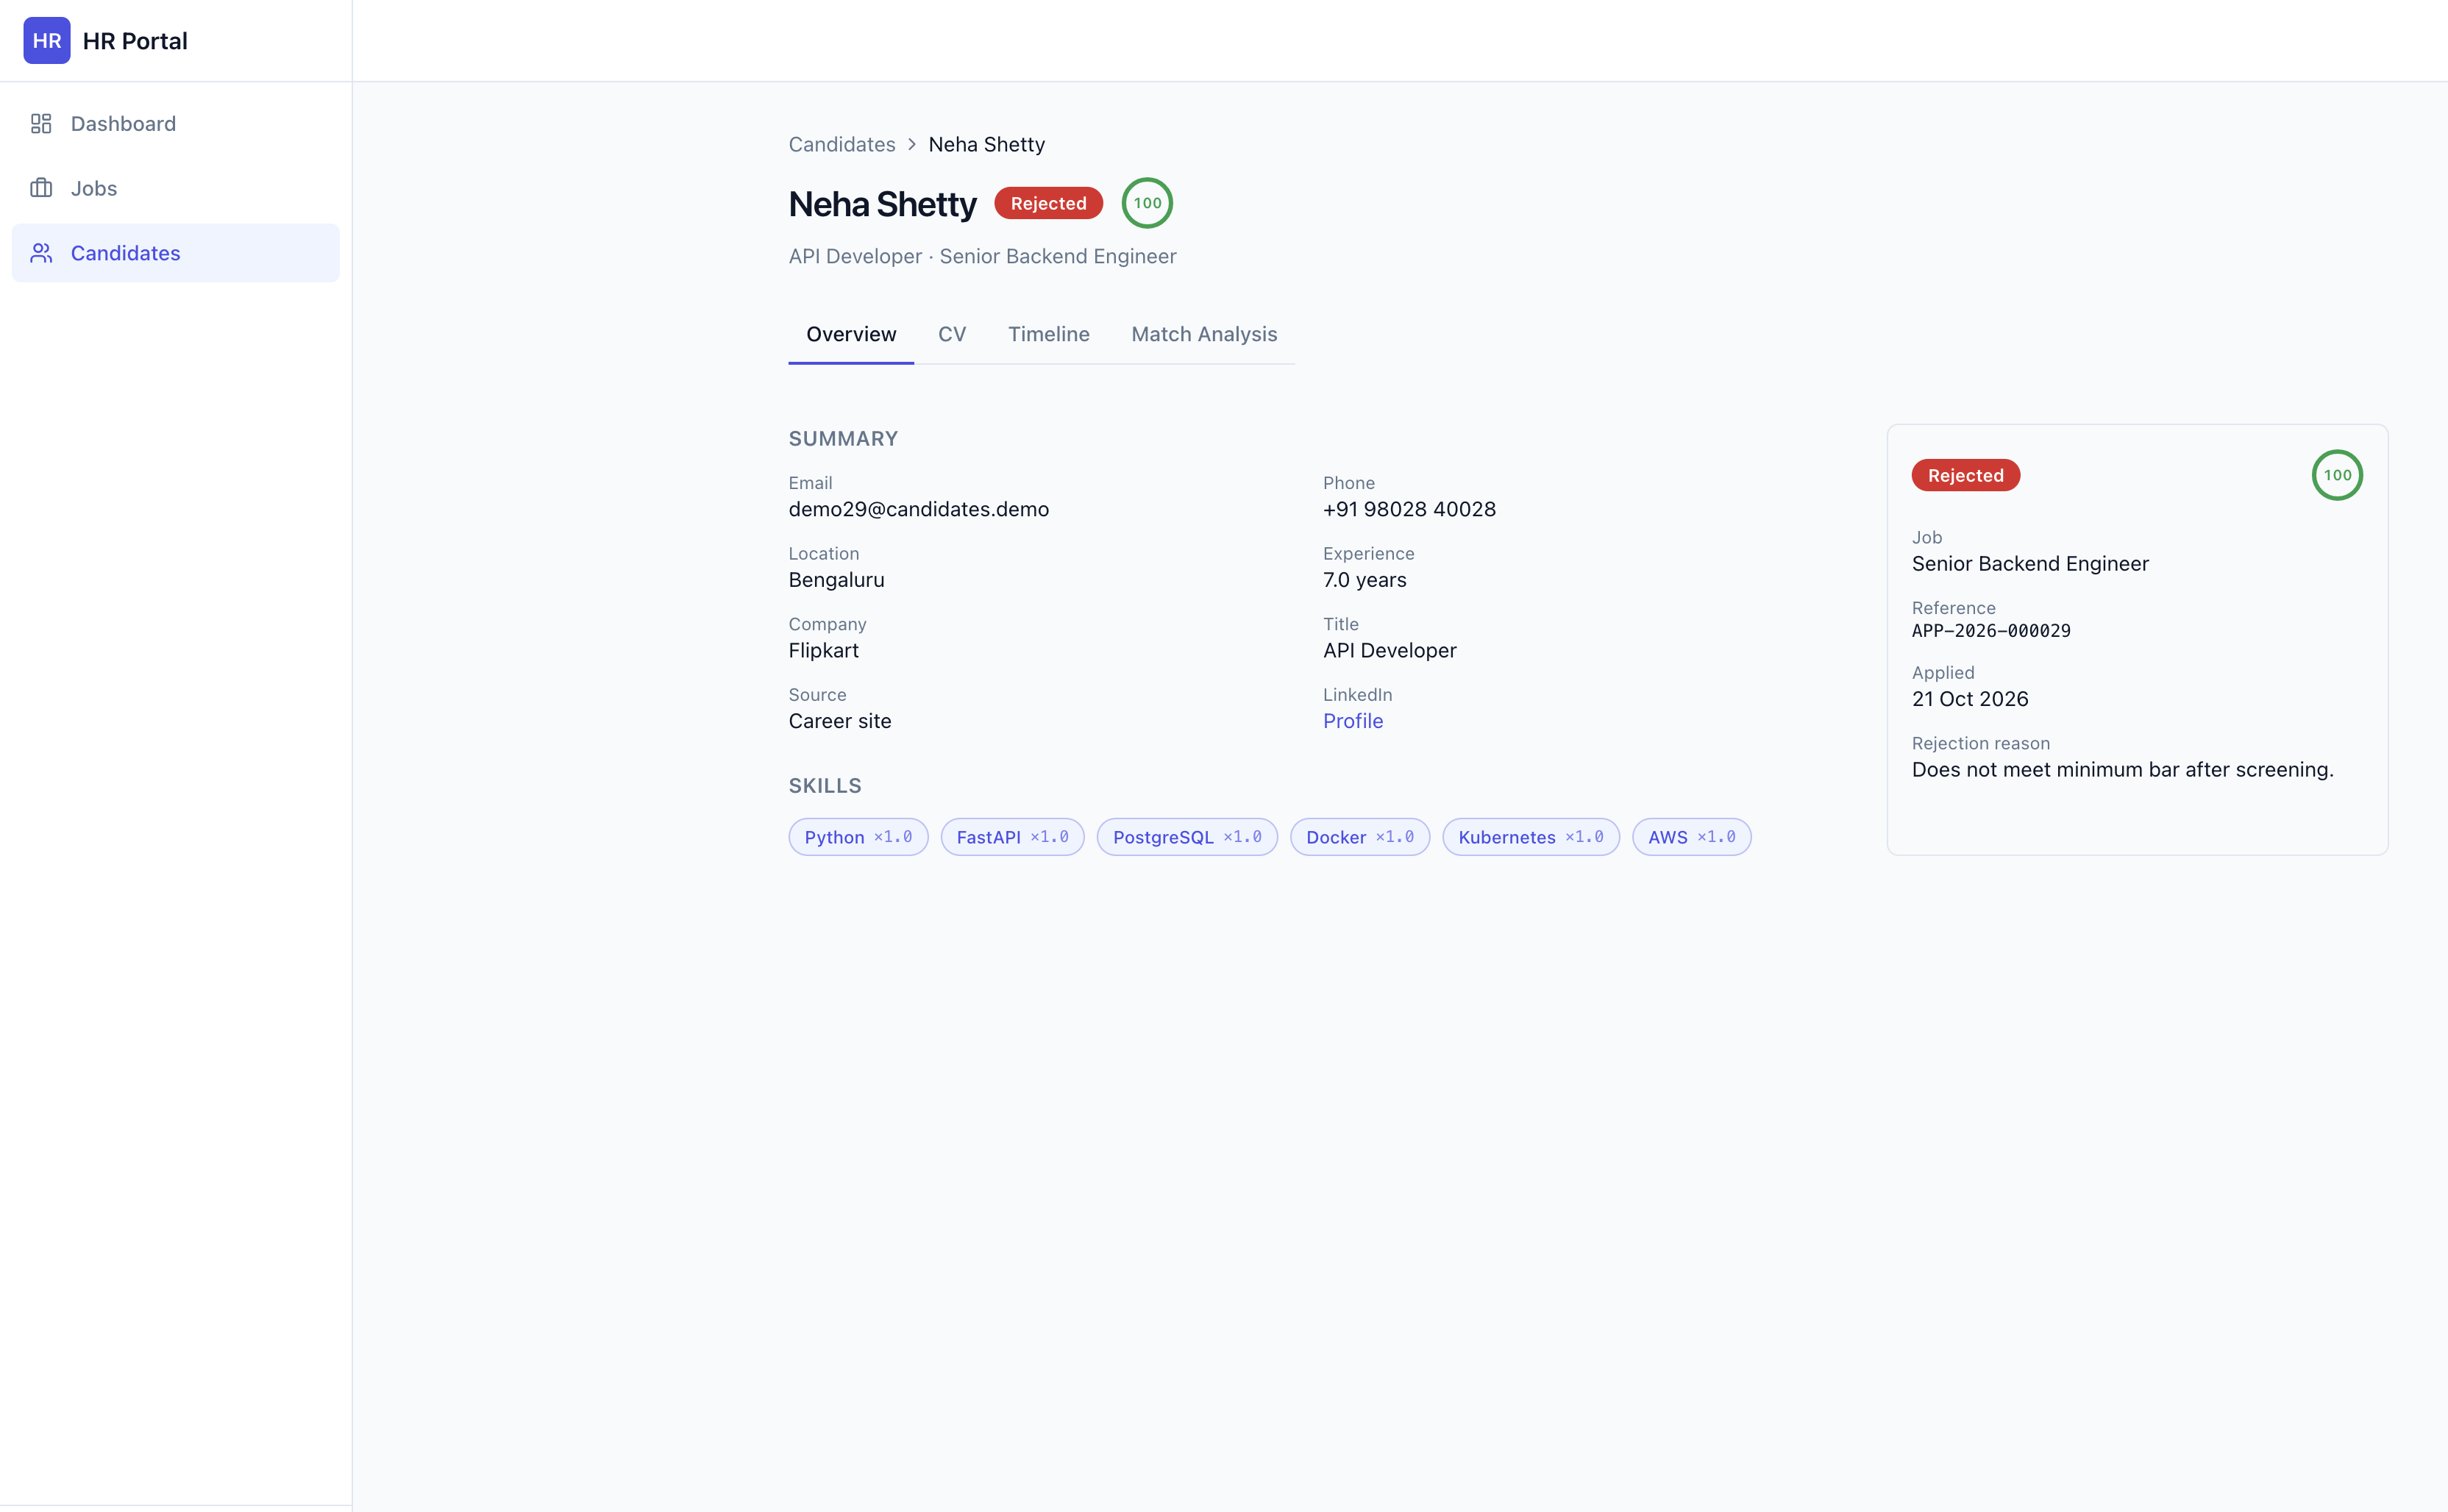 HR HR Portal
Dashboard
Jobs
Candidates
Candidates > Neha Shetty
Neha Shetty Rejected 100
API Developer · Senior Backend Engineer
Overview CV Timeline Match Analysis
SUMMARY
Email Phone
demo29@candidates.demo +91 98028 40028
Location Experience
Bengaluru 7.0 years
Company Title
Flipkart API Developer
Source LinkedIn
Career site Profile
SKILLS
Python ×1.0 FastAPI ×1.0 PostgreSQL ×1.0 Docker ×1.0 Kubernetes ×1.0 AWS ×1.0
Rejected 100
Job
Senior Backend Engineer
Reference
APP-2026-000029
Applied
21 Oct 2026
Rejection reason
Does not meet minimum bar after screening.